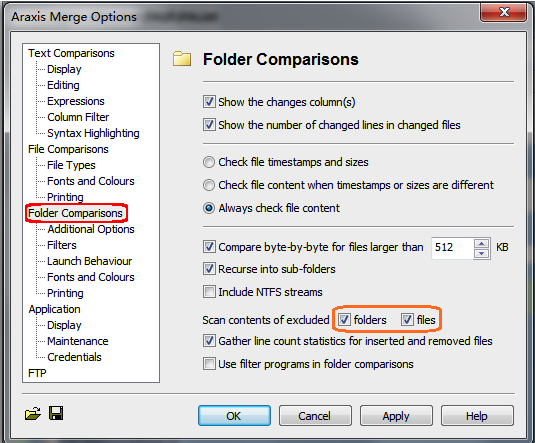 Araxis Merge Options
Text Comparisons
Display
Editing
Expressions
Column Filter
Syntax Highlighting
File Comparisons
File Types
Fonts and Colours
Printing
Folder Comparisons
Additional Options
Filters
Launch Behaviour
Fonts and Colours
Printing
Application
Display
Maintenance
Credentials
FTP
Folder Comparisons
Show the changes column(s)
Show the number of changed lines in changed files
Check file timestamps and sizes
Check file content when timestamps or sizes are different
Always check file content
Compare byte-by-byte for files larger than 512 KB
Recurse into sub-folders
Include NTFS streams
Scan contents of excluded folders files
Gather line count statistics for inserted and removed files
Use filter programs in folder comparisons
OK Cancel Apply Help